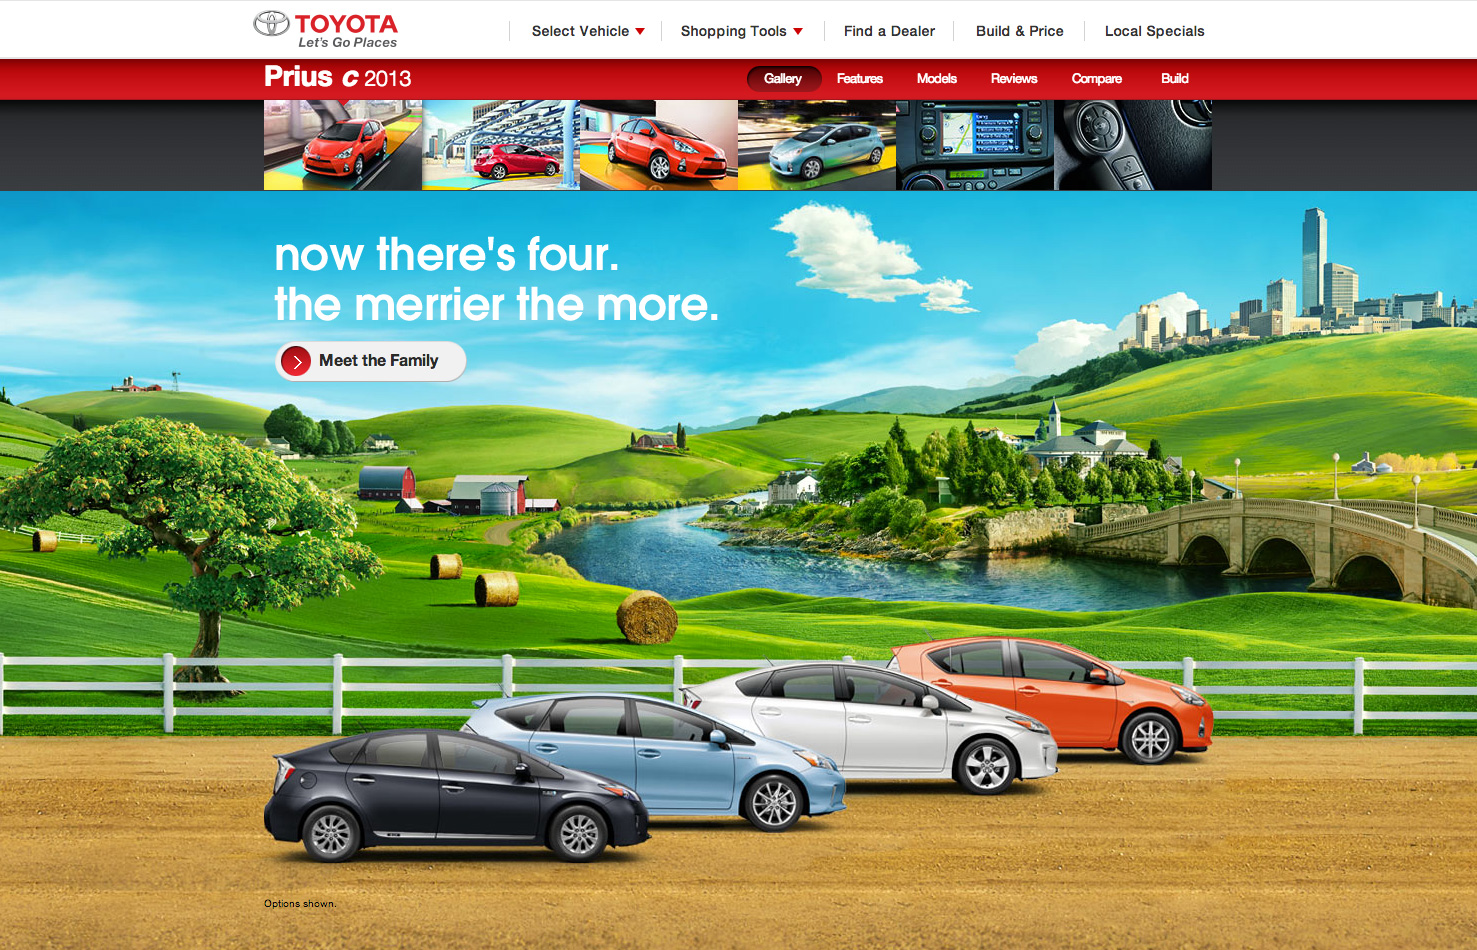 TOYOTA
Let's Go Places
Select Vehicle
Shopping Tools
Find a Dealer
Build & Price
Local Specials
Prius c 2013
Gallery
Features
Models
Reviews
Compare
Build
now there's four.
the merrier the more.
Meet the Family
Options shown.